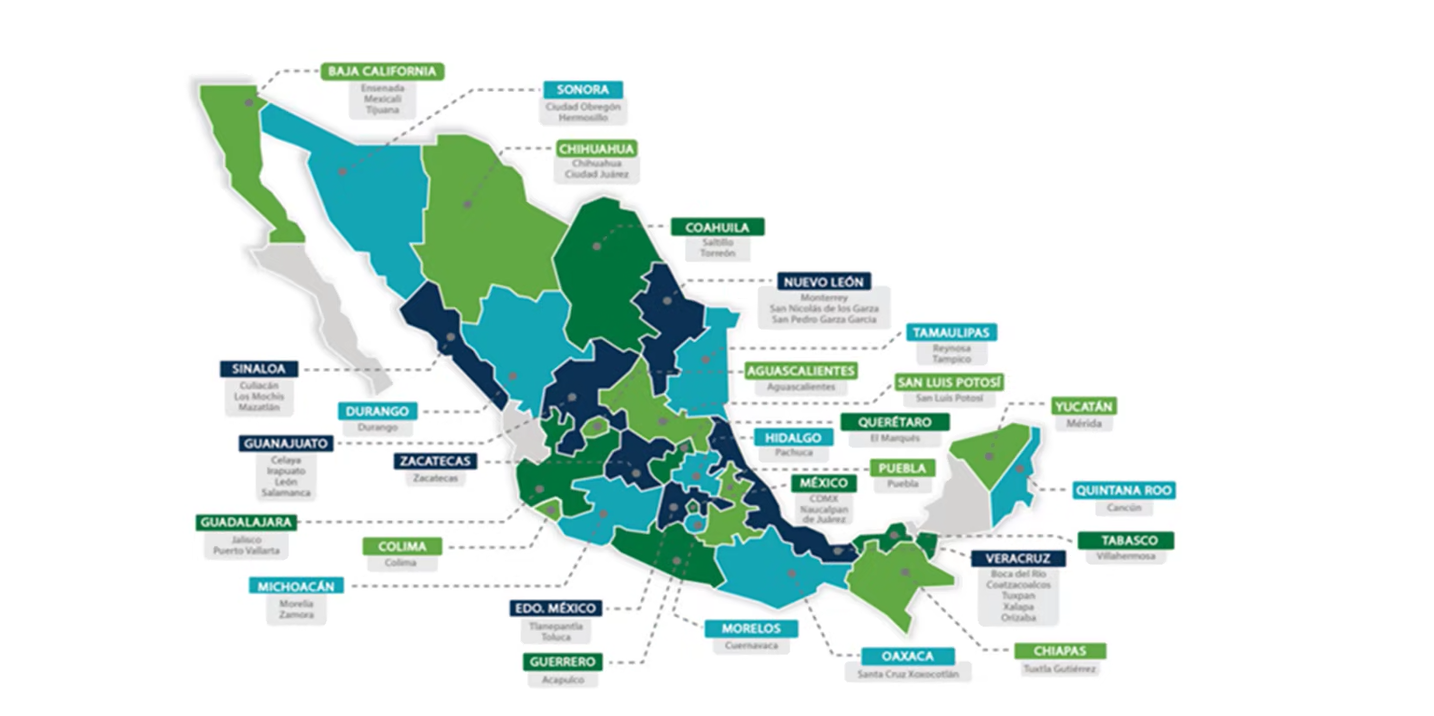 BAJA CALIFORNIA
Ensenada
Mexicali
Tijuana
SONORA
Ciudad Obregón
Hermosillo
CHIHUAHUA
Chihuahua
Ciudad Juárez
COAHUILA
Saltillo
Torreón
NUEVO LEÓN
Monterrey
San Nicolás de los Garza
San Pedro Garza Garcia
TAMAULIPAS
Reynosa
Tampico
AGUASCALIENTES
Aguascalientes
SAN LUIS POTOSÍ
San Luis Potosí
SINALOA
Culiacán
Los Mochis
Mazatlán
DURANGO
Durango
YUCATÁN
Mérida
QUERÉTARO
El Marqués
HIDALGO
Pachuca
GUANAJUATO
Celaya
Irapuato
León
Salamanca
ZACATECAS
Zacatecas
PUEBLA
Puebla
MÉXICO
CDMX
Naucalpan
de Juárez
QUINTANA ROO
Cancún
GUADALAJARA
Jalisco
Puerto Vallarta
COLIMA
Colima
TABASCO
Villahermosa
VERACRUZ
Boca del Río
Coatzacoalcos
Tuxpan
Xalapa
Orizaba
MICHOACÁN
Morelia
Zamora
EDO. MÉXICO
Tlanepantla
Toluca
MORELOS
Cuernavaca
GUERRERO
Acapulco
OAXACA
Santa Cruz Xoxocotlán
CHIAPAS
Tuxtla Gutiérrez